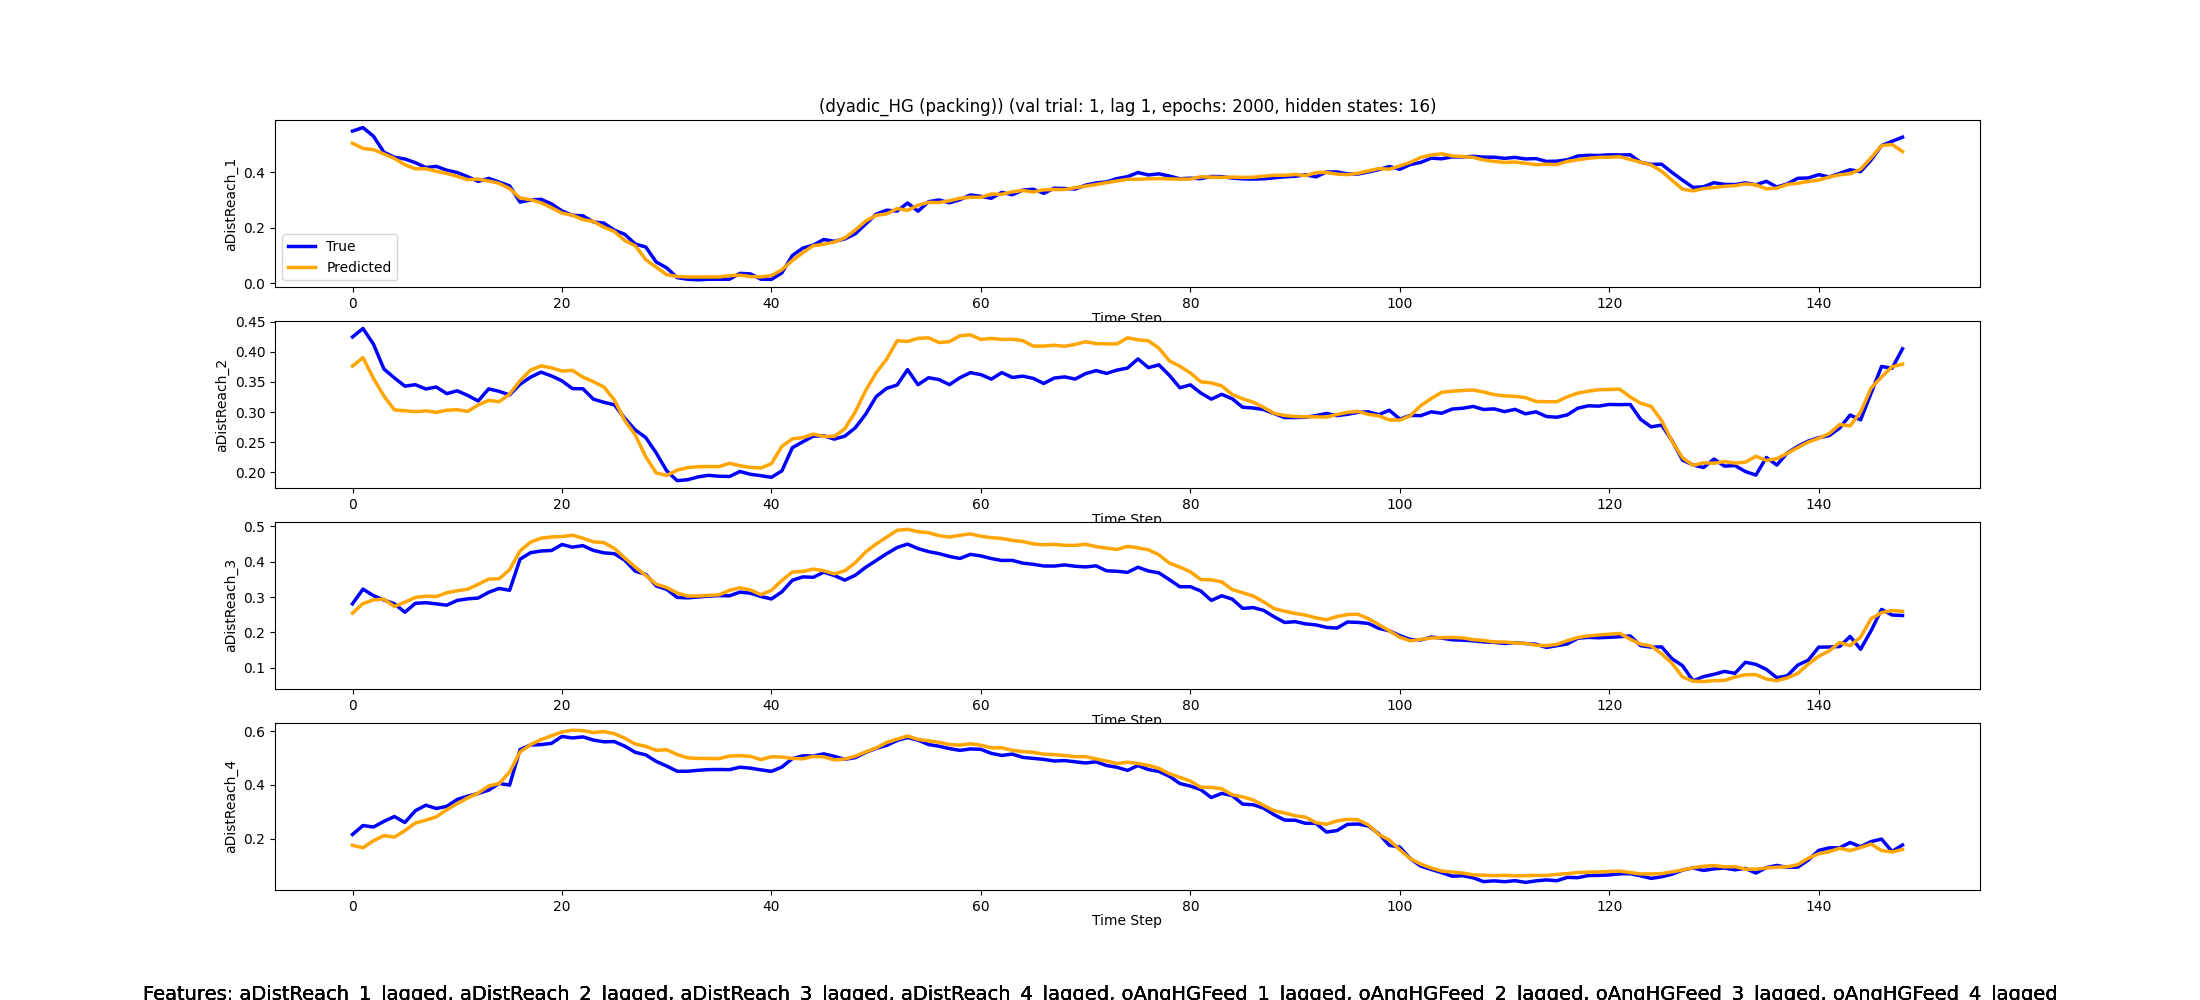 (dyadic_HG (packing)) (val trial: 1, lag 1, epochs: 2000, hidden states: 16)
aDistReach_1
0.4
0.2
0.0
True
Predicted
0 20 40 60 80 100 120 140
Time Step
aDistReach_2
0.45
0.40
0.35
0.30
0.25
0.20
0 20 40 60 80 100 120 140
Time Step
aDistReach_3
0.5
0.4
0.3
0.2
0.1
0 20 40 60 80 100 120 140
Time Step
aDistReach_4
0.6
0.4
0.2
0 20 40 60 80 100 120 140
Time Step
Features: aDistReach_1_lagged, aDistReach_2_lagged, aDistReach_3_lagged, aDistReach_4_lagged, oAngHGFeed_1_lagged, oAngHGFeed_2_lagged, oAngHGFeed_3_lagged, oAngHGFeed_4_lagged